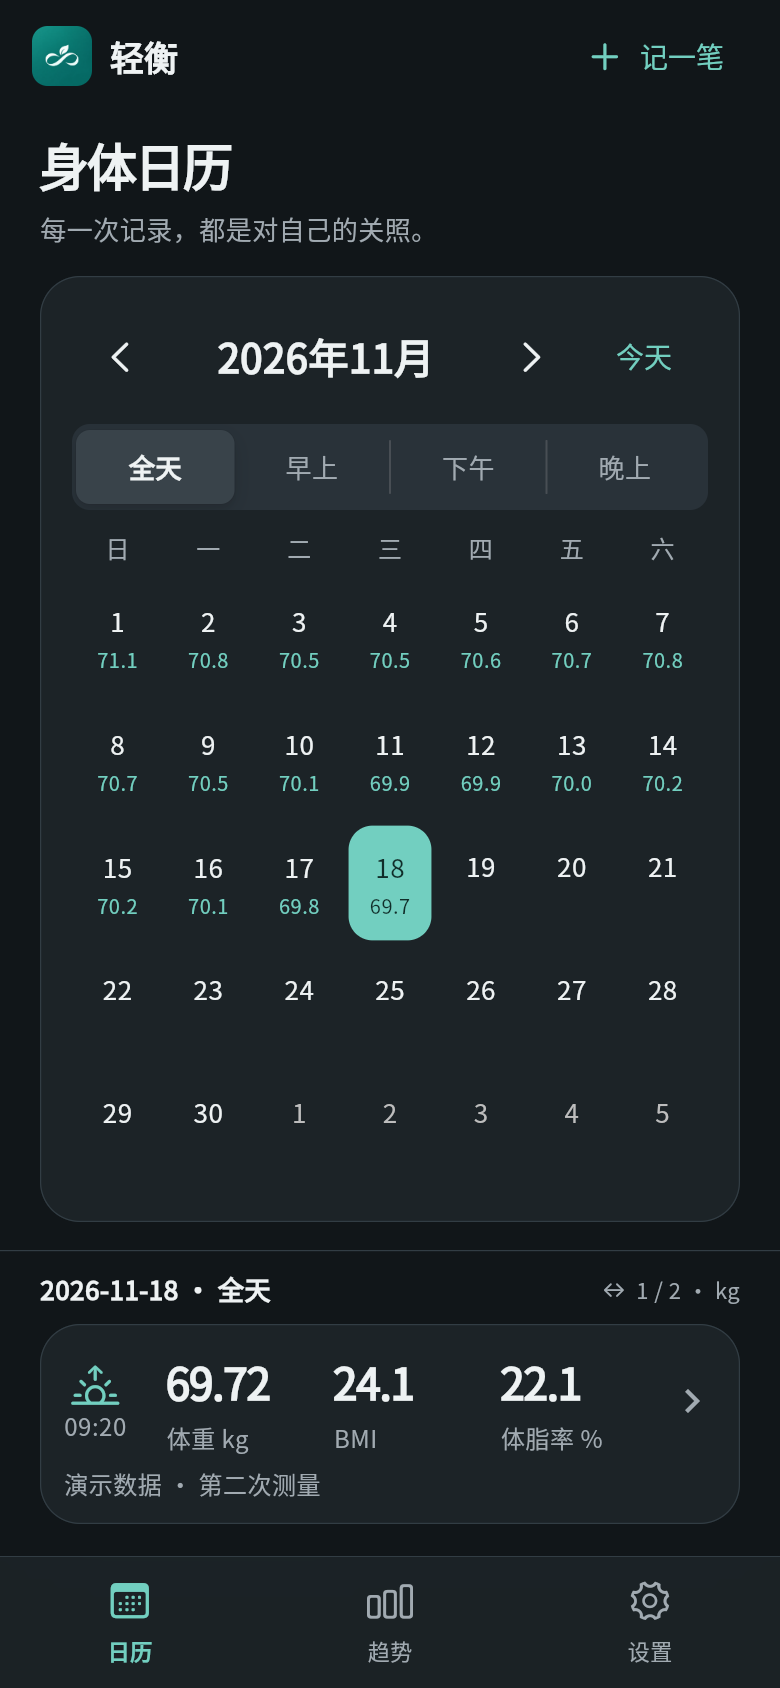 轻衡
记一笔
身体日历
每一次记录，都是对自己的关照。
2026年11月
今天
全天 早上 下午 晚上
日 一 二 三 四 五 六
1 2 3 4 5 6 7
71.1 70.8 70.5 70.5 70.6 70.7 70.8
8 9 10 11 12 13 14
70.7 70.5 70.1 69.9 69.9 70.0 70.2
15 16 17 18 19 20 21
70.2 70.1 69.8 69.7
22 23 24 25 26 27 28
29 30 1 2 3 4 5
2026-11-18 · 全天
1 / 2 · kg
69.72 24.1 22.1
09:20 体重 kg BMI 体脂率 %
演示数据 · 第二次测量
日历 趋势 设置